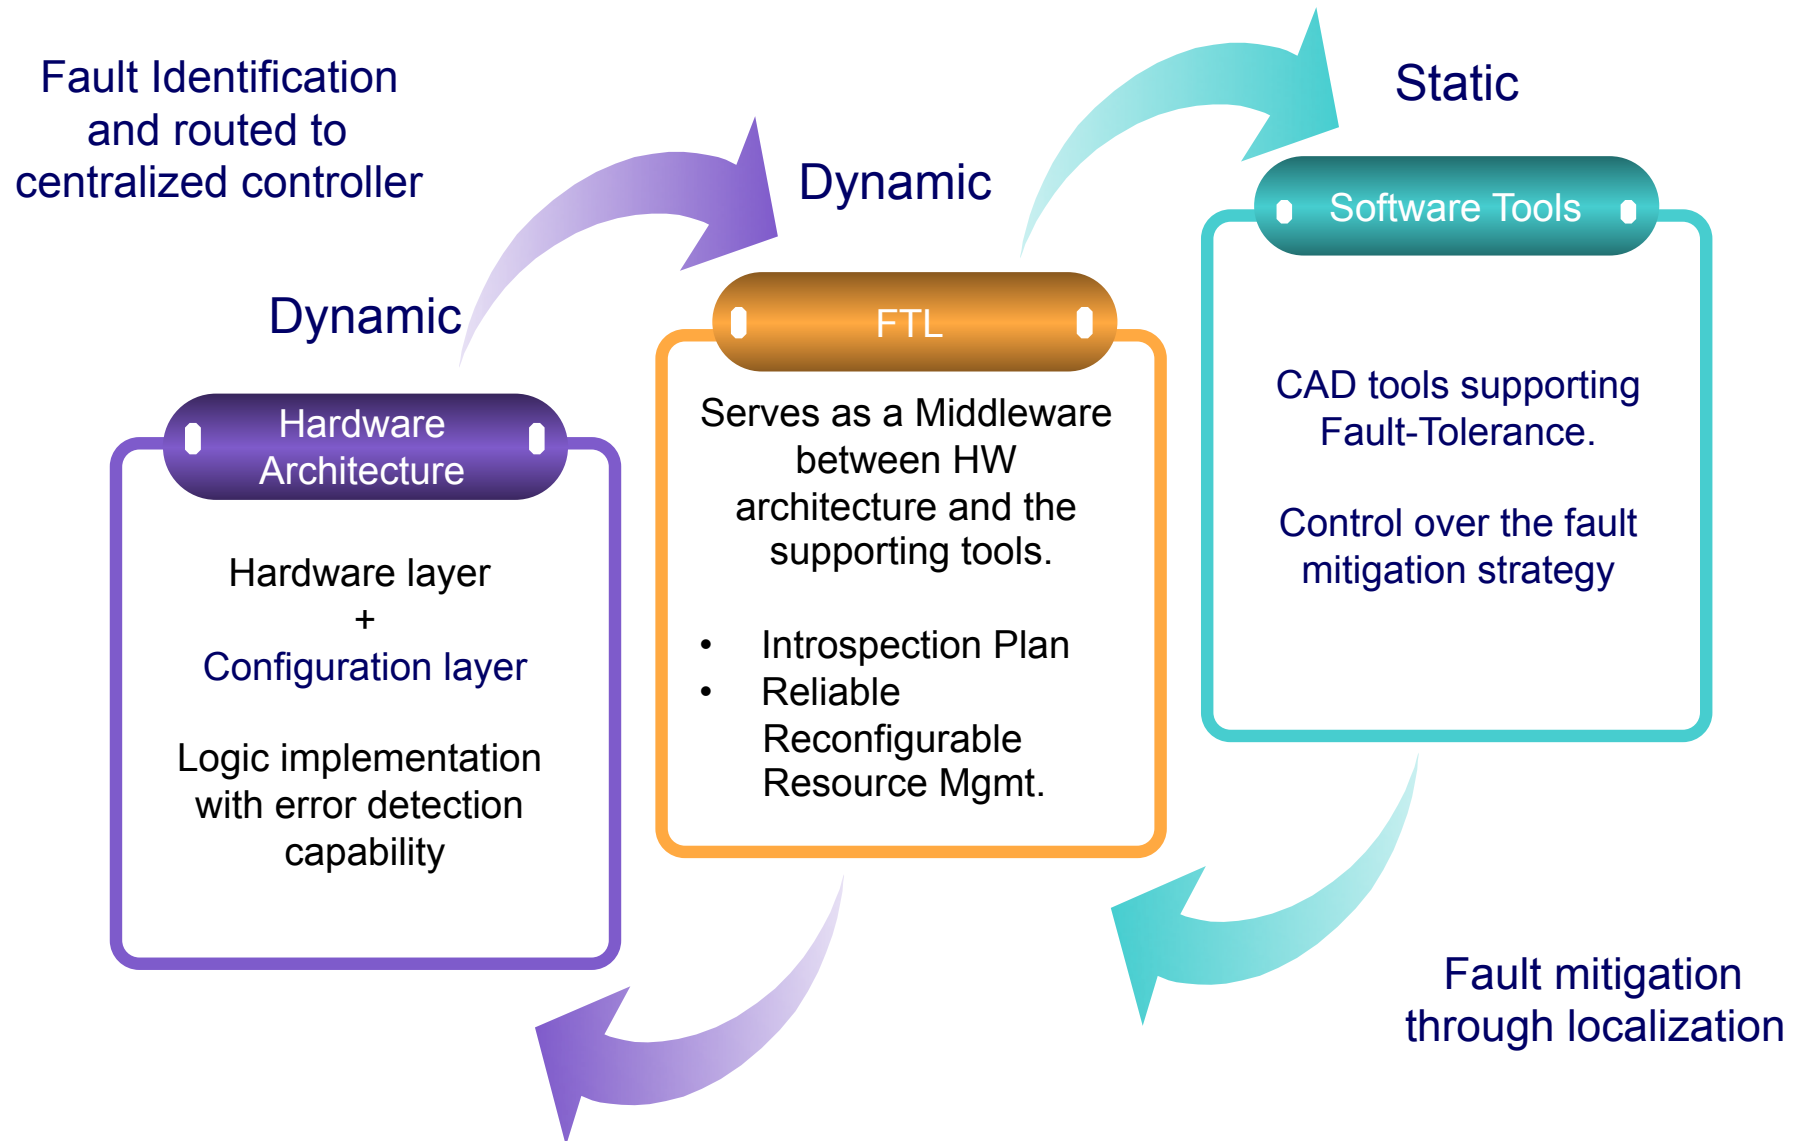 Fault Identification
and routed to
centralized controller
Dynamic
Hardware
Architecture
Hardware layer
+
Configuration layer
Logic implementation
with error detection
capability
Dynamic
FTL
Serves as a Middleware
between HW
architecture and the
supporting tools.
• Introspection Plan
• Reliable
Reconfigurable
Resource Mgmt.
Static
Software Tools
CAD tools supporting
Fault-Tolerance.
Control over the fault
mitigation strategy
Fault mitigation
through localization